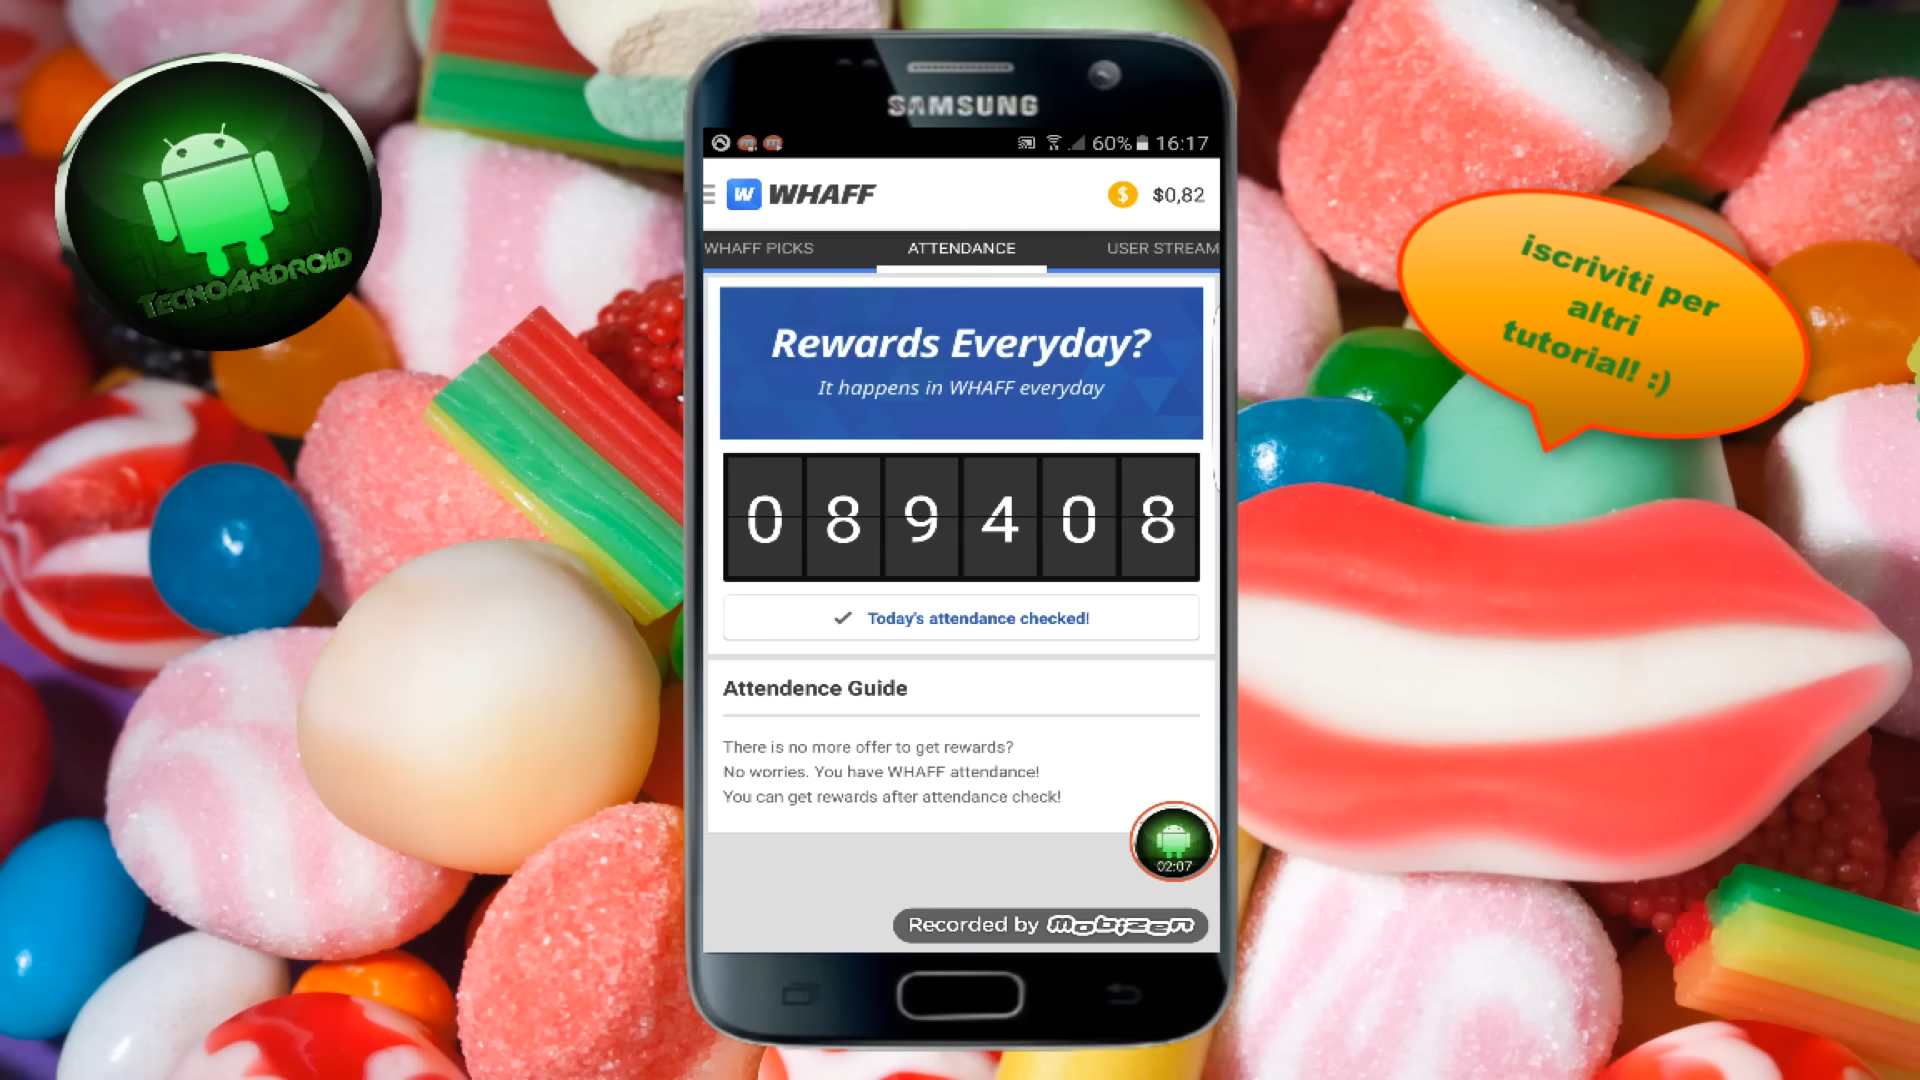 TECNOANDROID
SAMSUNG
60% 16:17
W WHAFF
$ $0,82
WHAFF PICKS
ATTENDANCE
USER STREAM
Rewards Everyday?
It happens in WHAFF everyday
0 8 9 4 0 8
Today's attendance checked!
Attendence Guide
There is no more offer to get rewards?
No worries. You have WHAFF attendance!
You can get rewards after attendance check!
02:07
Recorded by Mobizen
iscriviti per
altri
tutorial! :)